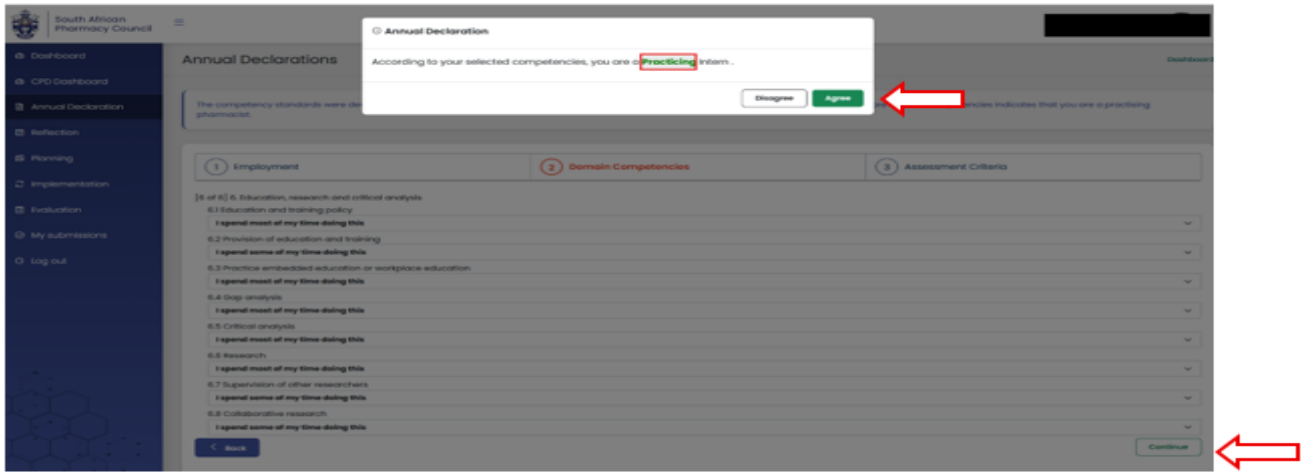 South African
Pharmacy Council
Annual Declaration
According to your selected competencies, you are a Practicing Intern .
Disagree
Agree
Dashboard
CPD Dashboard
Annual Declaration
Reflection
Planning
Implementation
Evaluation
My submissions
Log out
Annual Declarations
Dashboard
The competency standards were de
ncies indicates that you are a practising
pharmacist.
1 Employment
2 Domain Competencies
3 Assessment Criteria
[6 of 6] 6. Education, research and critical analysis
6.1 Education and training policy
I spend most of my time doing this
6.2 Provision of education and training
I spend some of my time doing this
6.3 Practice embedded education or workplace education
I spend most of my time doing this
6.4 Gap analysis
I spend most of my time doing this
6.5 Critical analysis
I spend most of my time doing this
6.6 Research
I spend most of my time doing this
6.7 Supervision of other researchers
I spend some of my time doing this
6.8 Collaborative research
I spend some of my time doing this
Back
Continue